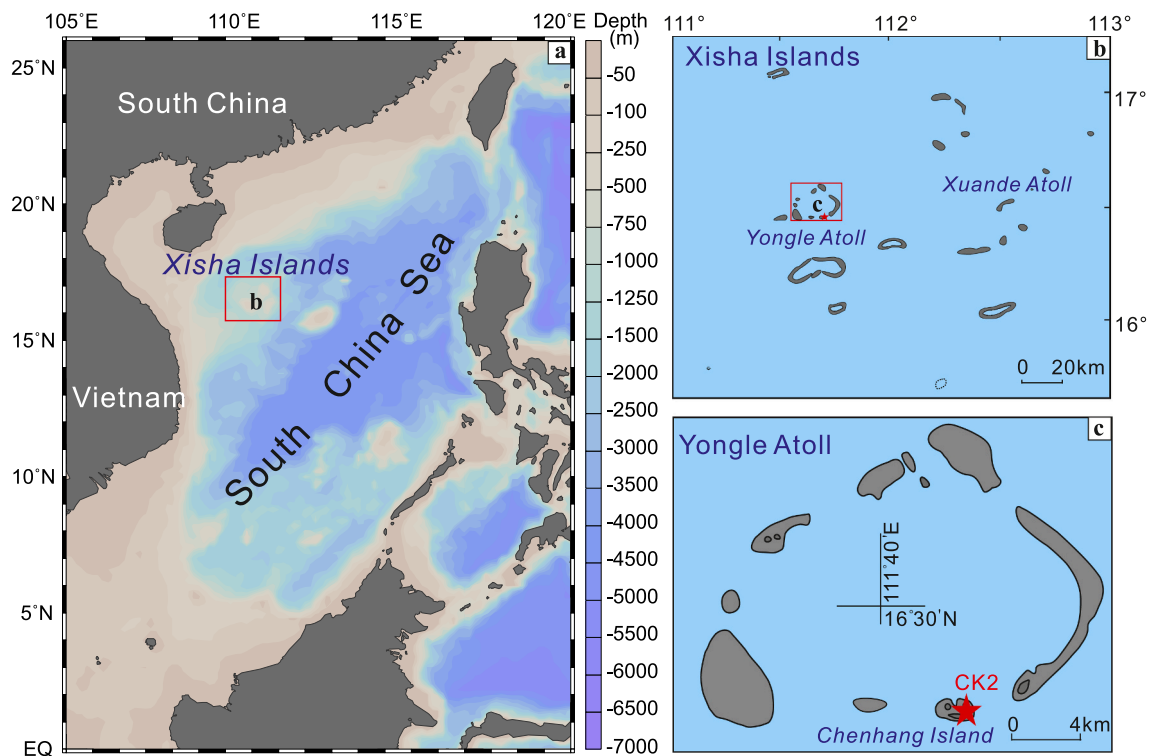 105°E
110°E
115°E
120°E
Depth
(m)
a
25°N
20°N
15°N
10°N
5°N
EQ
South China
Xisha Islands
b
Vietnam
South China Sea
-50
-100
-250
-500
-750
-1000
-1250
-1500
-2000
-2500
-3000
-3500
-4000
-4500
-5000
-5500
-6000
-6500
-7000
111°
112°
113°
Xisha Islands
b
17°
Xuande Atoll
c
Yongle Atoll
16°
0 20km
Yongle Atoll
c
111°40'E
16°30'N
CK2
Chenhang Island
0 4km